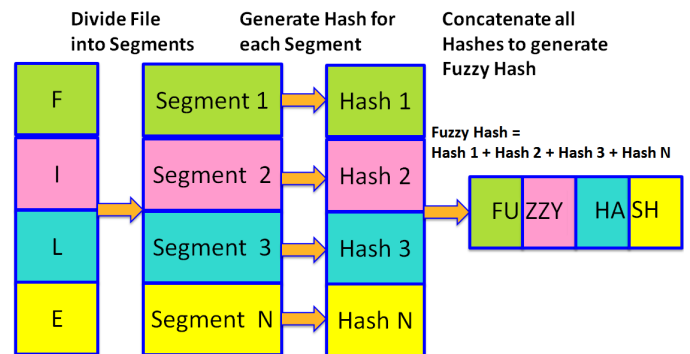 Divide File
into Segments
Generate Hash for
each Segment
Concatenate all
Hashes to generate
Fuzzy Hash
F
I
L
E
Segment 1
Segment 2
Segment 3
Segment N
Hash 1
Hash 2
Hash 3
Hash N
Fuzzy Hash =
Hash 1 + Hash 2 + Hash 3 + Hash N
FU ZZY HA SH